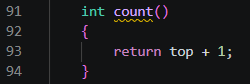 91 int count()
92 {
93 return top + 1;
94 }